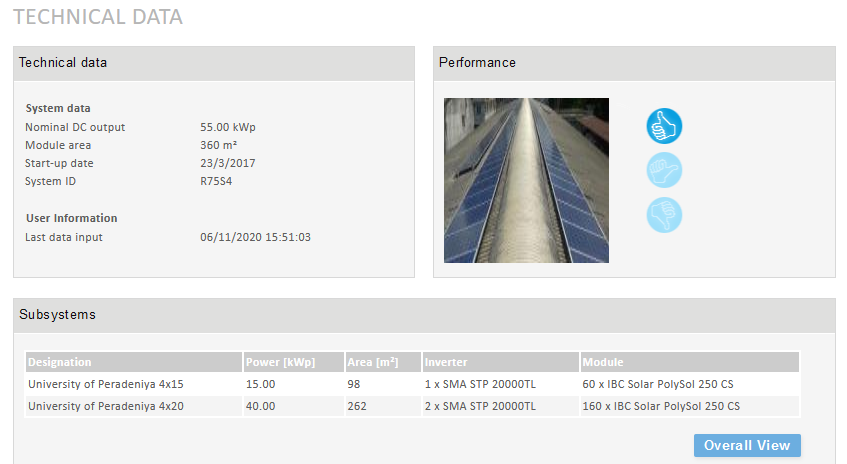 TECHNICAL DATA
Technical data
System data
Nominal DC output 55.00 kWp
Module area 360 m²
Start-up date 23/3/2017
System ID R75S4
User Information
Last data input 06/11/2020 15:51:03
Performance
Subsystems
Designation Power [kWp] Area [m²] Inverter Module
University of Peradeniya 4x15 15.00 98 1 x SMA STP 20000TL 60 x IBC Solar PolySol 250 CS
University of Peradeniya 4x20 40.00 262 2 x SMA STP 20000TL 160 x IBC Solar PolySol 250 CS
Overall View